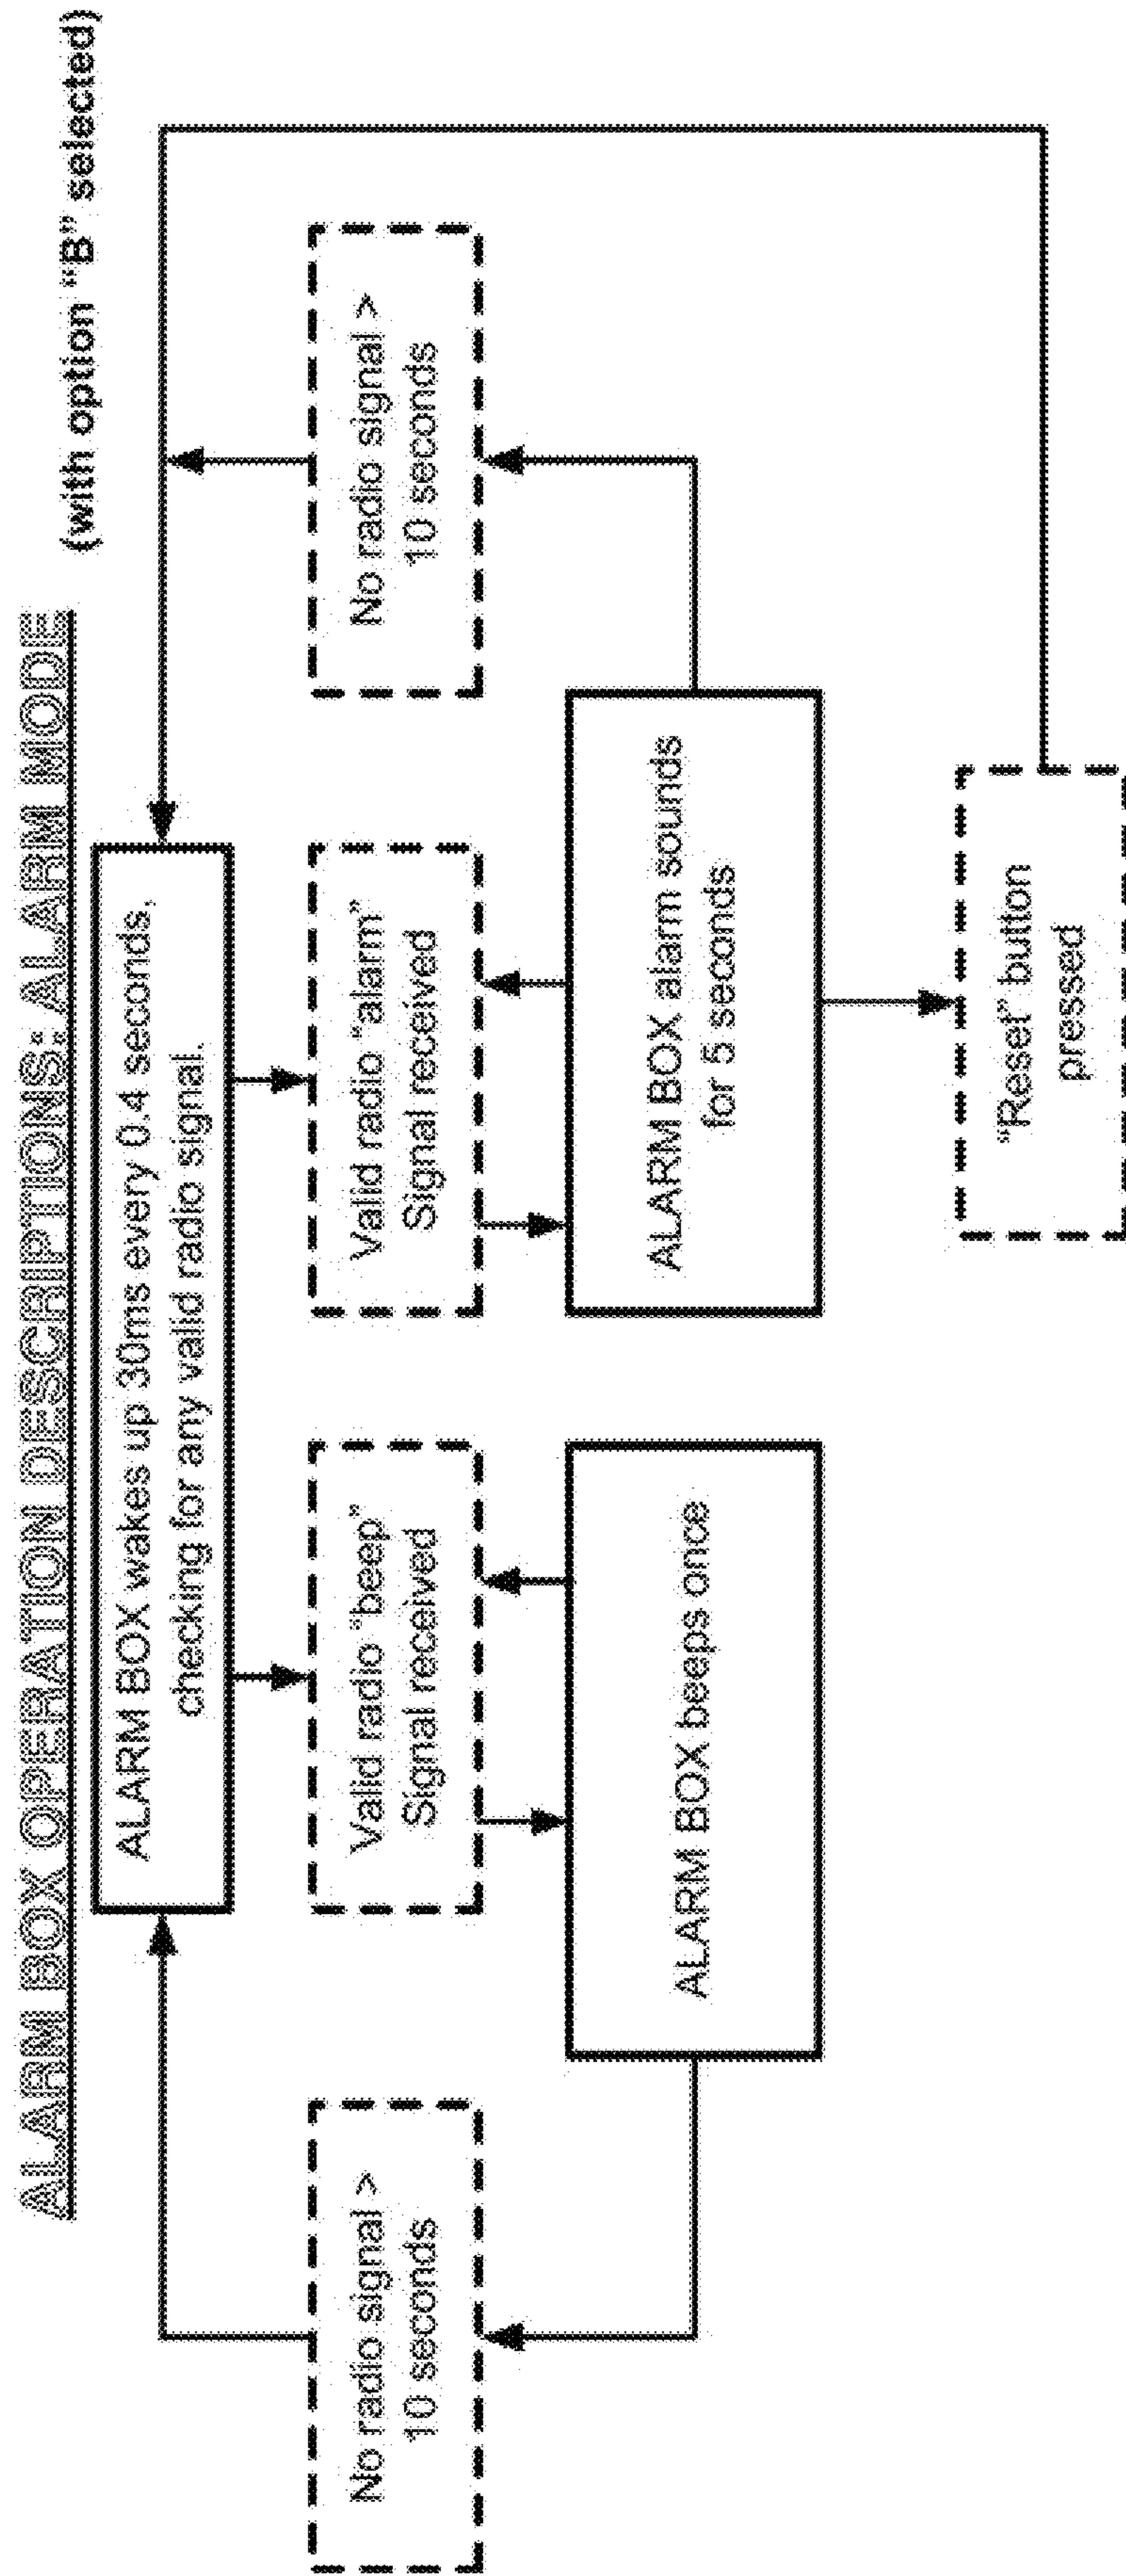 ALARM BOX OPERATION DESCRIPTIONS: ALARM MODE
(with option "B" selected)
ALARM BOX wakes up 30ms every 0.4 seconds,
checking for any valid radio signal.
No radio signal >
10 seconds
Valid radio "beep"
Signal received
Valid radio "alarm"
Signal received
No radio signal >
10 seconds
ALARM BOX beeps once
ALARM BOX alarm sounds
for 5 seconds
"Reset" button
pressed